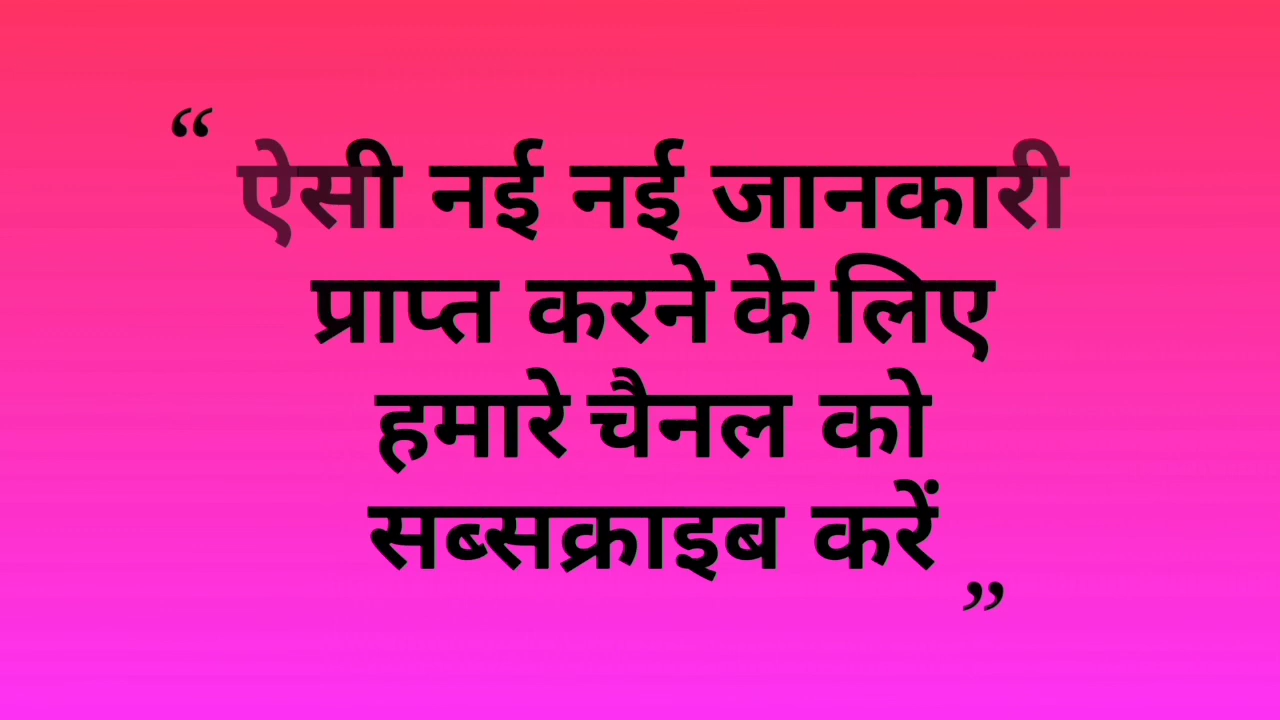 “ ऐसी नई नई जानकारी
प्राप्त करने के लिए
हमारे चैनल को
सब्सक्राइब करें ”